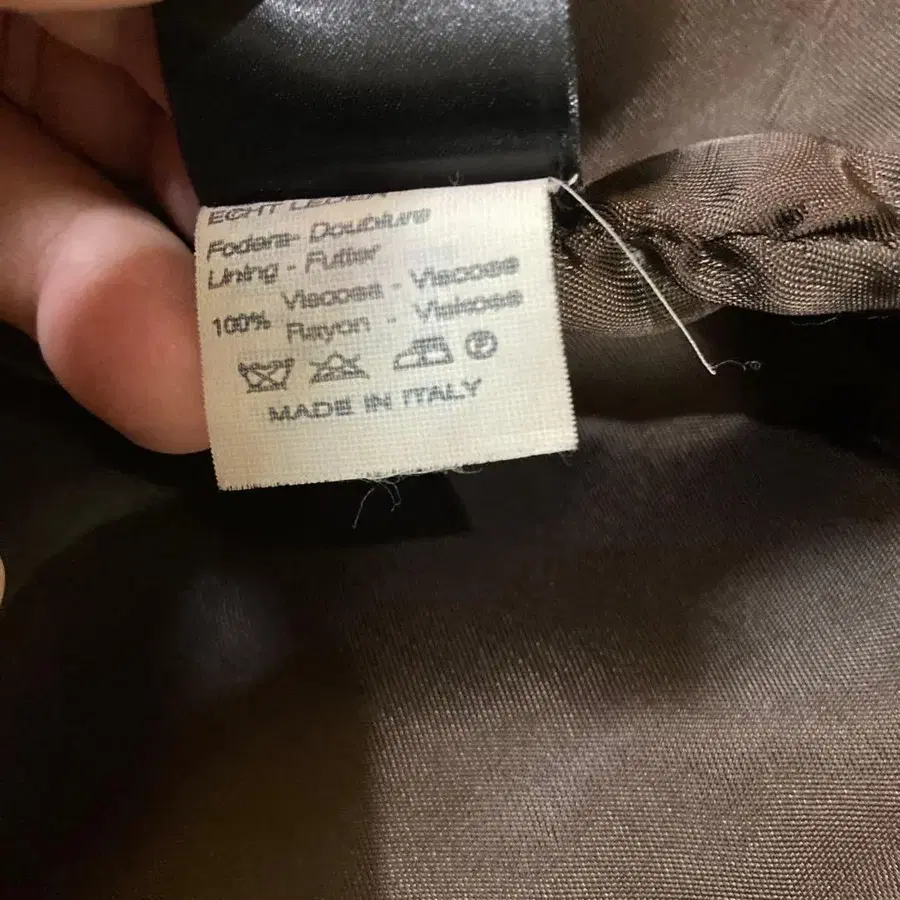 ECHT LEDER
Fodera- Doublure
Lining - Futter
100% Viscosa - Viscose
Rayon - Viskose
P
MADE IN ITALY